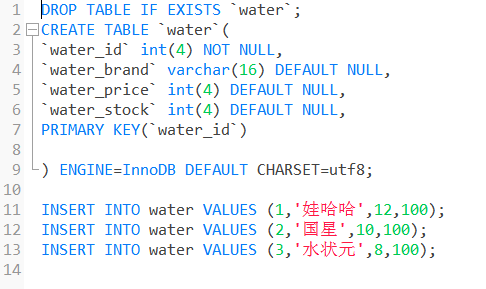 1 DROP TABLE IF EXISTS `water`;
2 CREATE TABLE `water`(
3 `water_id` int(4) NOT NULL,
4 `water_brand` varchar(16) DEFAULT NULL,
5 `water_price` int(4) DEFAULT NULL,
6 `water_stock` int(4) DEFAULT NULL,
7 PRIMARY KEY(`water_id`)
8
9 ) ENGINE=InnoDB DEFAULT CHARSET=utf8;
10
11 INSERT INTO water VALUES (1,'娃哈哈',12,100);
12 INSERT INTO water VALUES (2,'国星',10,100);
13 INSERT INTO water VALUES (3,'水状元',8,100);
14